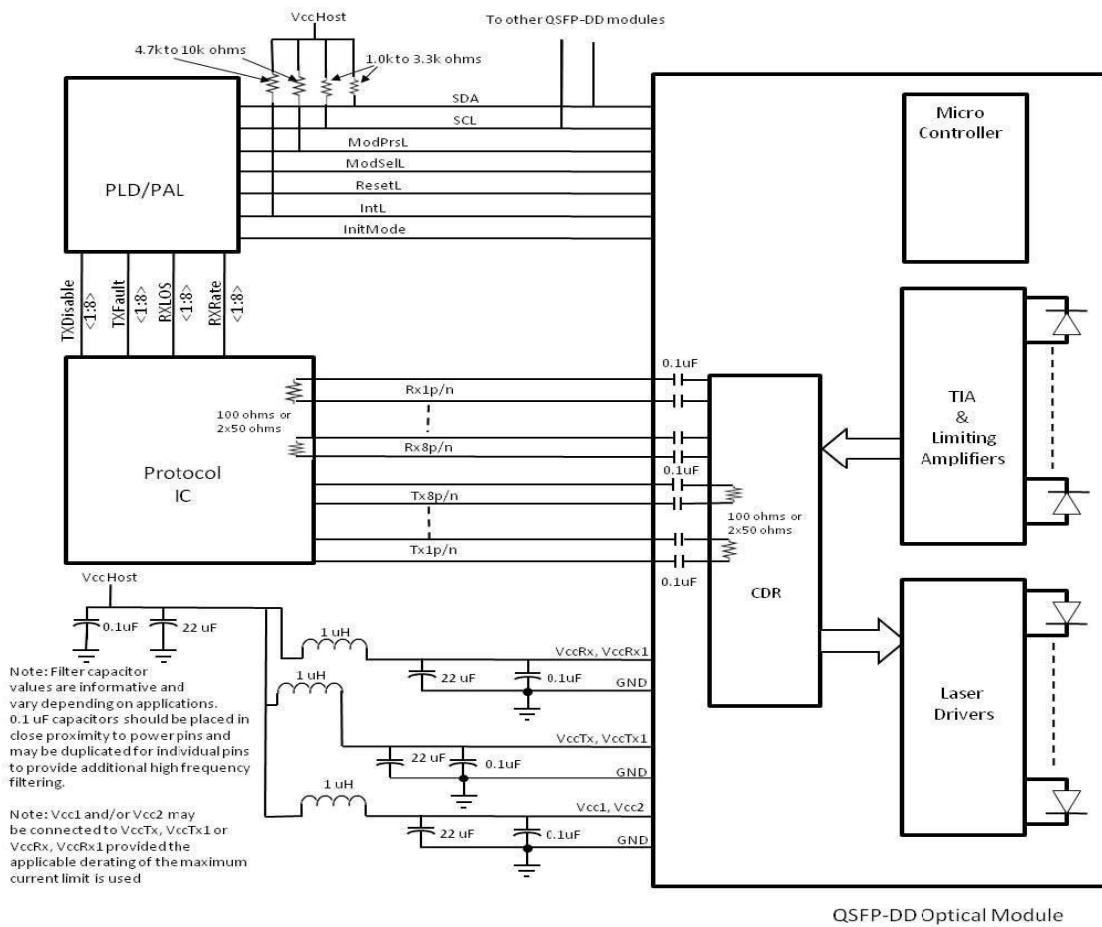 Vcc Host
To other QSFP-DD modules
4.7k to 10k ohms
1.0k to 3.3k ohms
SDA
SCL
ModPrsL
ModSelL
ResetL
IntL
InitMode
PLD/PAL
Micro
Controller
TXDisable
<1:8>
TXFault
<1:8>
RXLOS
<1:8>
RXRate
<1:8>
0.1uF
Rx1p/n
100 ohms or
2x50 ohms
Rx8p/n
0.1uF
Protocol
IC
Tx8p/n
100 ohms or
2x50 ohms
Tx1p/n
0.1uF
CDR
TIA
&
Limiting
Amplifiers
Laser
Drivers
Vcc Host
0.1uF
22 uF
1 uH
VccRx, VccRx1
22 uF
0.1uF
GND
1 uH
VccTx, VccTx1
22 uF
0.1uF
GND
1 uH
Vcc1, Vcc2
22 uF
0.1uF
GND
Note: Filter capacitor
values are informative and
vary depending on applications.
0.1 uF capacitors should be placed in
close proximity to power pins and
may be duplicated for individual pins
to provide additional high frequency
filtering.
Note: Vcc1 and/or Vcc2 may
be connected to VccTx, VccTx1 or
VccRx, VccRx1 provided the
applicable derating of the maximum
current limit is used
QSFP-DD Optical Module